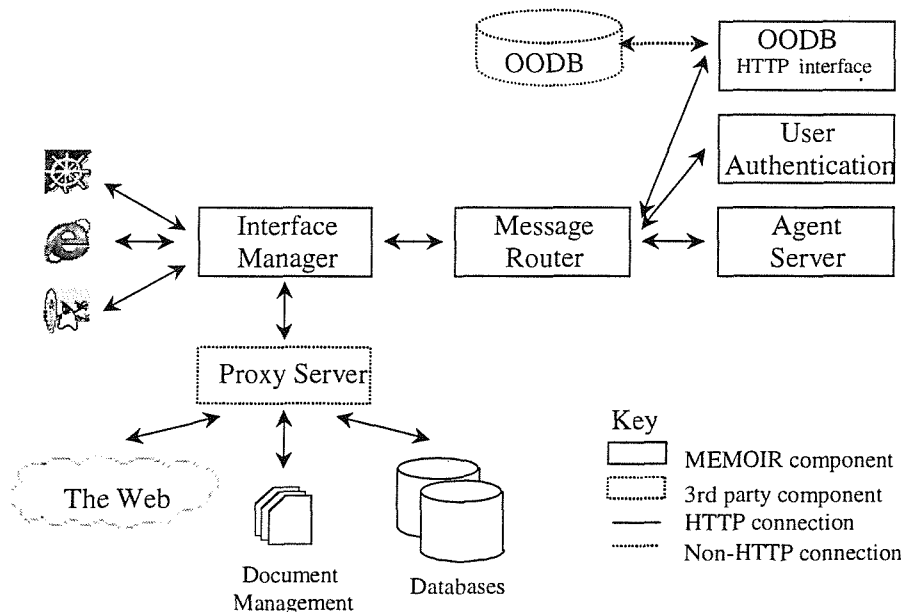 OODB
OODB
HTTP interface
User
Authentication
Interface
Manager
Message
Router
Agent
Server
Proxy Server
The Web
Document
Management
Databases
Key
MEMOIR component
3rd party component
HTTP connection
Non-HTTP connection